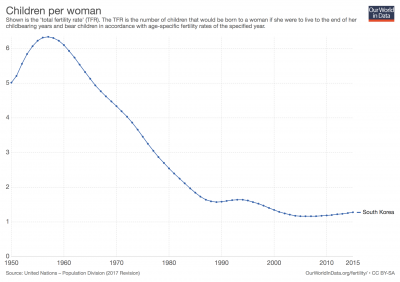 Children per woman
Shown is the 'total fertility rate' (TFR). The TFR is the number of children that would be born to a woman if she were to live to the end of her
childbearing years and bear children in accordance with age-specific fertility rates of the specified year.
Our World
in Data
6
5
4
3
2
1
0
South Korea
1950 1960 1970 1980 1990 2000 2010 2015
Source: United Nations – Population Division (2017 Revision) OurWorldInData.org/fertility/ • CC BY-SA